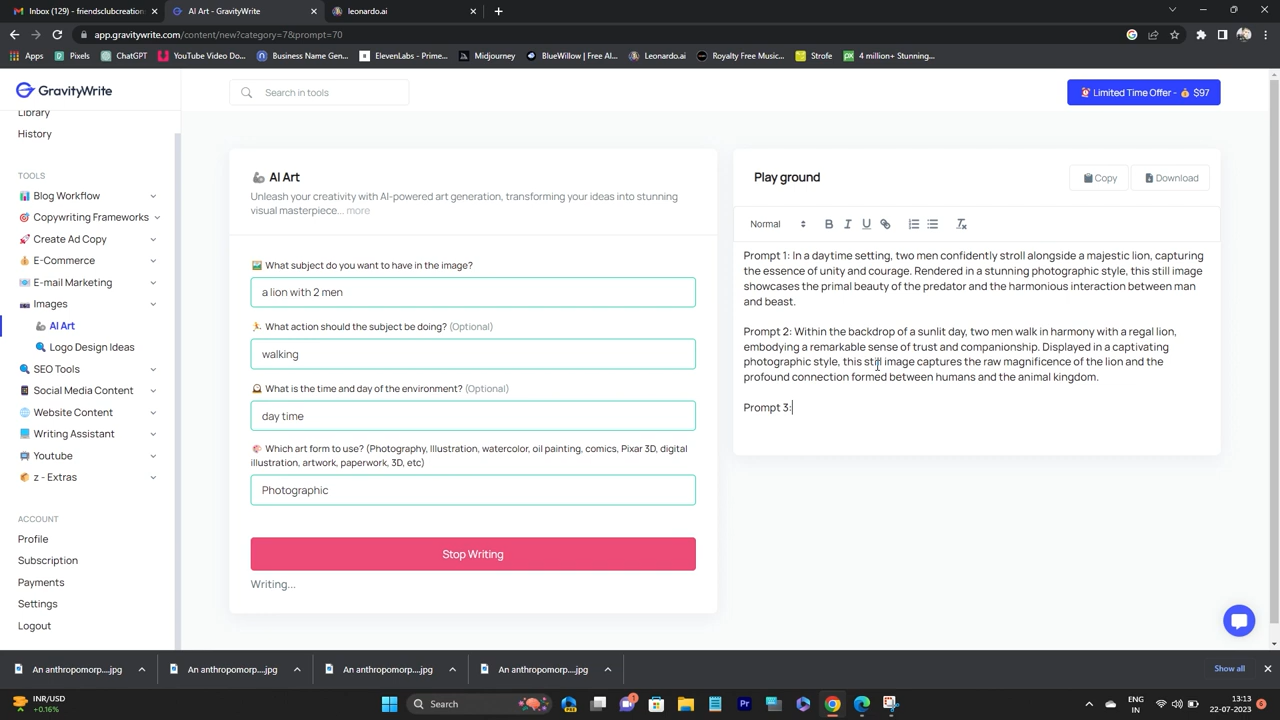 Inbox (129) - friendsclubcreation
AI Art - GravityWrite
leonardo.ai
app.gravitywrite.com/content/new?category=7&prompt=70
Apps
Pixels
ChatGPT
YouTube Video Do...
Business Name Gen...
ElevenLabs - Prime...
Midjourney
BlueWillow | Free AI...
Leonardo.ai
Royalty Free Music...
Strofe
4 million+ Stunning...
GravityWrite
Search in tools
Limited Time Offer - 💰 $97
Library
History
TOOLS
Blog Workflow
Copywriting Frameworks
Create Ad Copy
E-Commerce
E-mail Marketing
Images
AI Art
Logo Design Ideas
SEO Tools
Social Media Content
Website Content
Writing Assistant
Youtube
z - Extras
ACCOUNT
Profile
Subscription
Payments
Settings
Logout
AI Art
Unleash your creativity with AI-powered art generation, transforming your ideas into stunning
visual masterpiece... more
What subject do you want to have in the image?
a lion with 2 men
What action should the subject be doing? (Optional)
walking
What is the time and day of the environment? (Optional)
day time
Which art form to use? (Photography, Illustration, watercolor, oil painting, comics, Pixar 3D, digital
illustration, artwork, paperwork, 3D, etc)
Photographic
Stop Writing
Writing...
Play ground
Copy
Download
Normal
B I U
Prompt 1: In a daytime setting, two men confidently stroll alongside a majestic lion, capturing
the essence of unity and courage. Rendered in a stunning photographic style, this still image
showcases the primal beauty of the predator and the harmonious interaction between man
and beast.
Prompt 2: Within the backdrop of a sunlit day, two men walk in harmony with a regal lion,
embodying a remarkable sense of trust and companionship. Displayed in a captivating
photographic style, this still image captures the raw magnificence of the lion and the
profound connection formed between humans and the animal kingdom.
Prompt 3:
An anthropomorp....jpg
An anthropomorp....jpg
An anthropomorp....jpg
An anthropomorp....jpg
Show all
INR/USD
+0.16%
Search
ENG
IN
13:13
22-07-2023